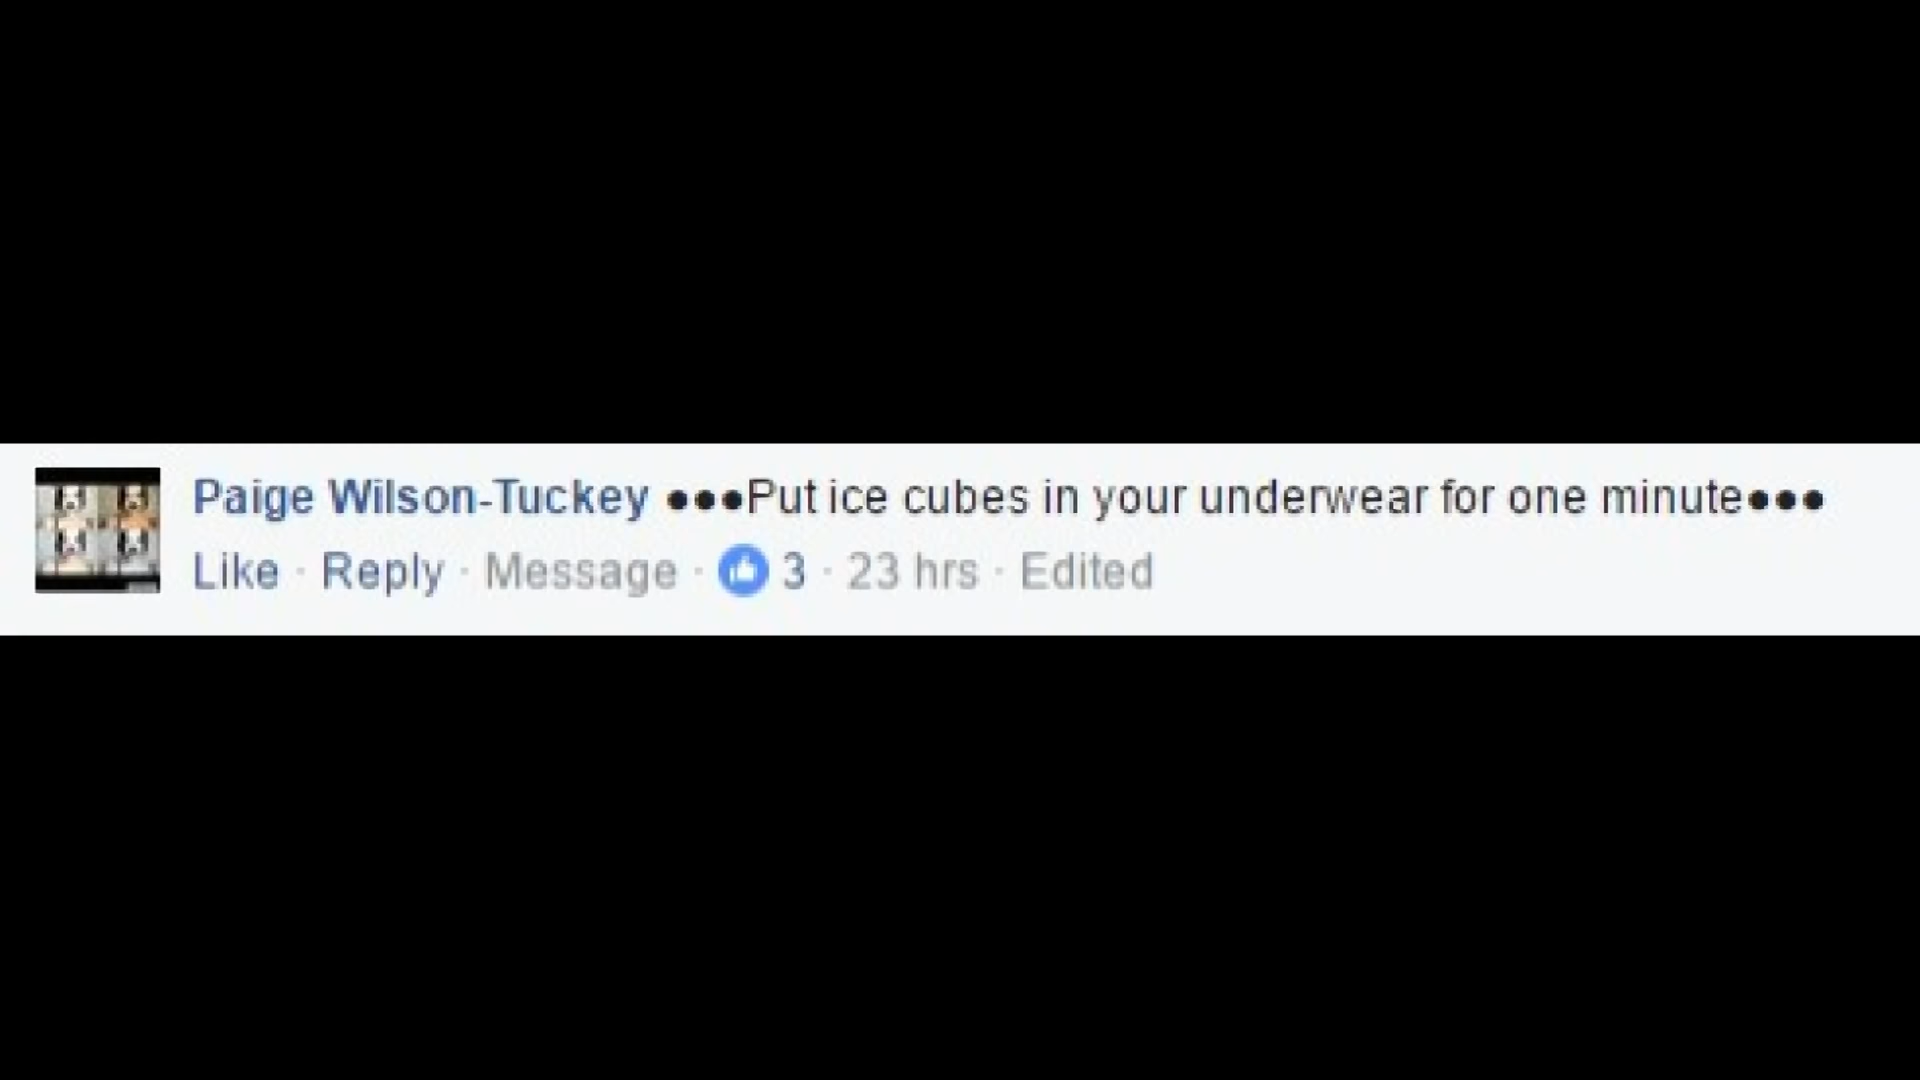 Paige Wilson-Tuckey ●●●Put ice cubes in your underwear for one minute●●●
Like · Reply · Message · 3 · 23 hrs · Edited